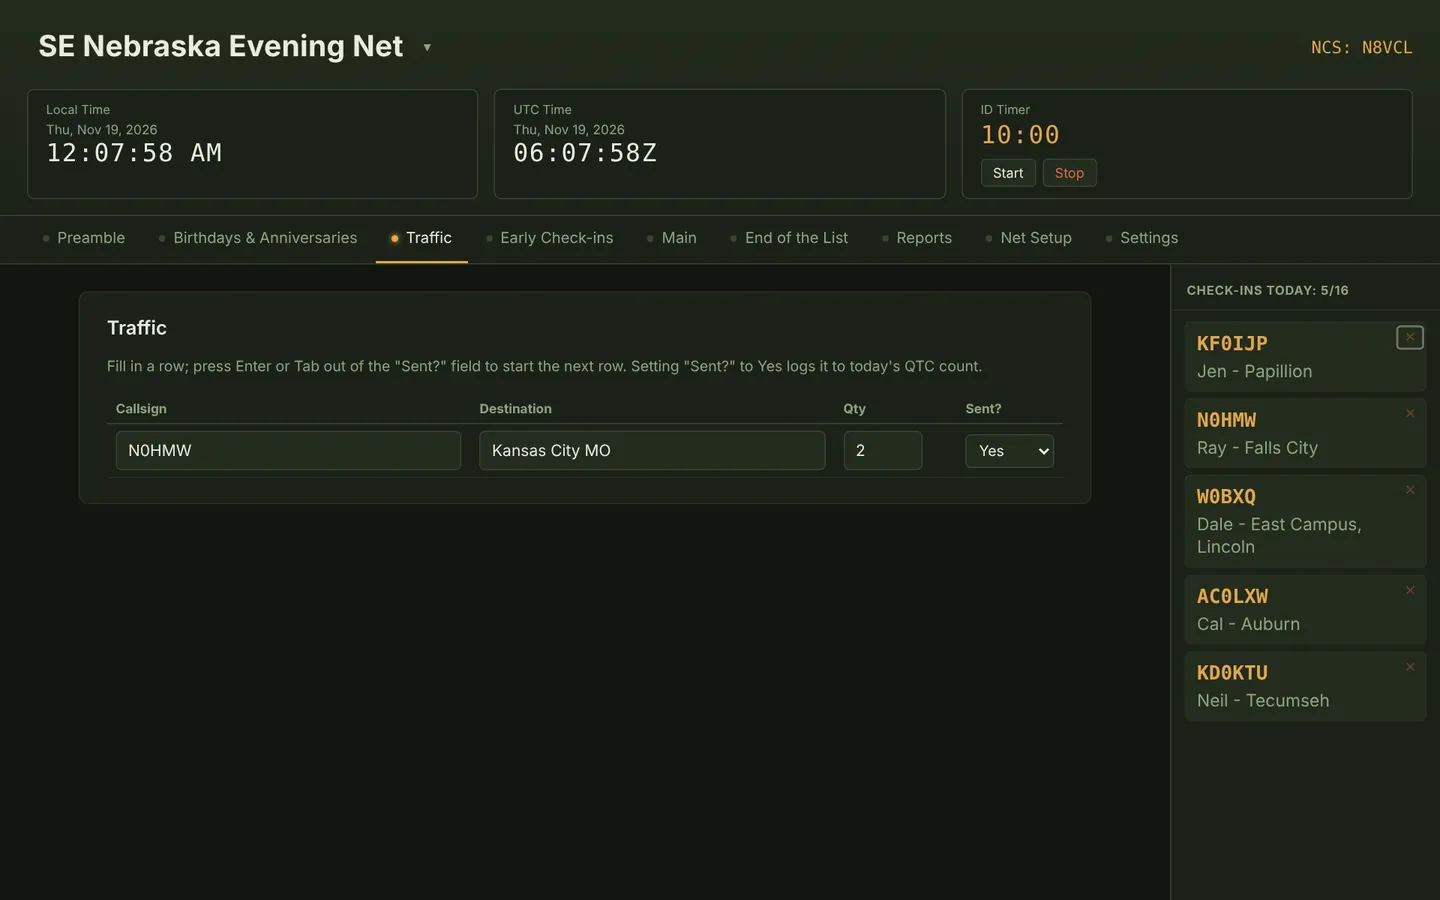 SE Nebraska Evening Net ▼
NCS: N8VCL
Local Time
Thu, Nov 19, 2026
12:07:58 AM
UTC Time
Thu, Nov 19, 2026
06:07:58Z
ID Timer
10:00
Start
Stop
Preamble
Birthdays & Anniversaries
Traffic
Early Check-ins
Main
End of the List
Reports
Net Setup
Settings
Traffic
Fill in a row; press Enter or Tab out of the "Sent?" field to start the next row. Setting "Sent?" to Yes logs it to today's QTC count.
Callsign
Destination
Qty
Sent?
N0HMW
Kansas City MO
2
Yes
CHECK-INS TODAY: 5/16
KF0IJP
×
Jen - Papillion
N0HMW
×
Ray - Falls City
W0BXQ
×
Dale - East Campus,
Lincoln
AC0LXW
×
Cal - Auburn
KD0KTU
×
Neil - Tecumseh